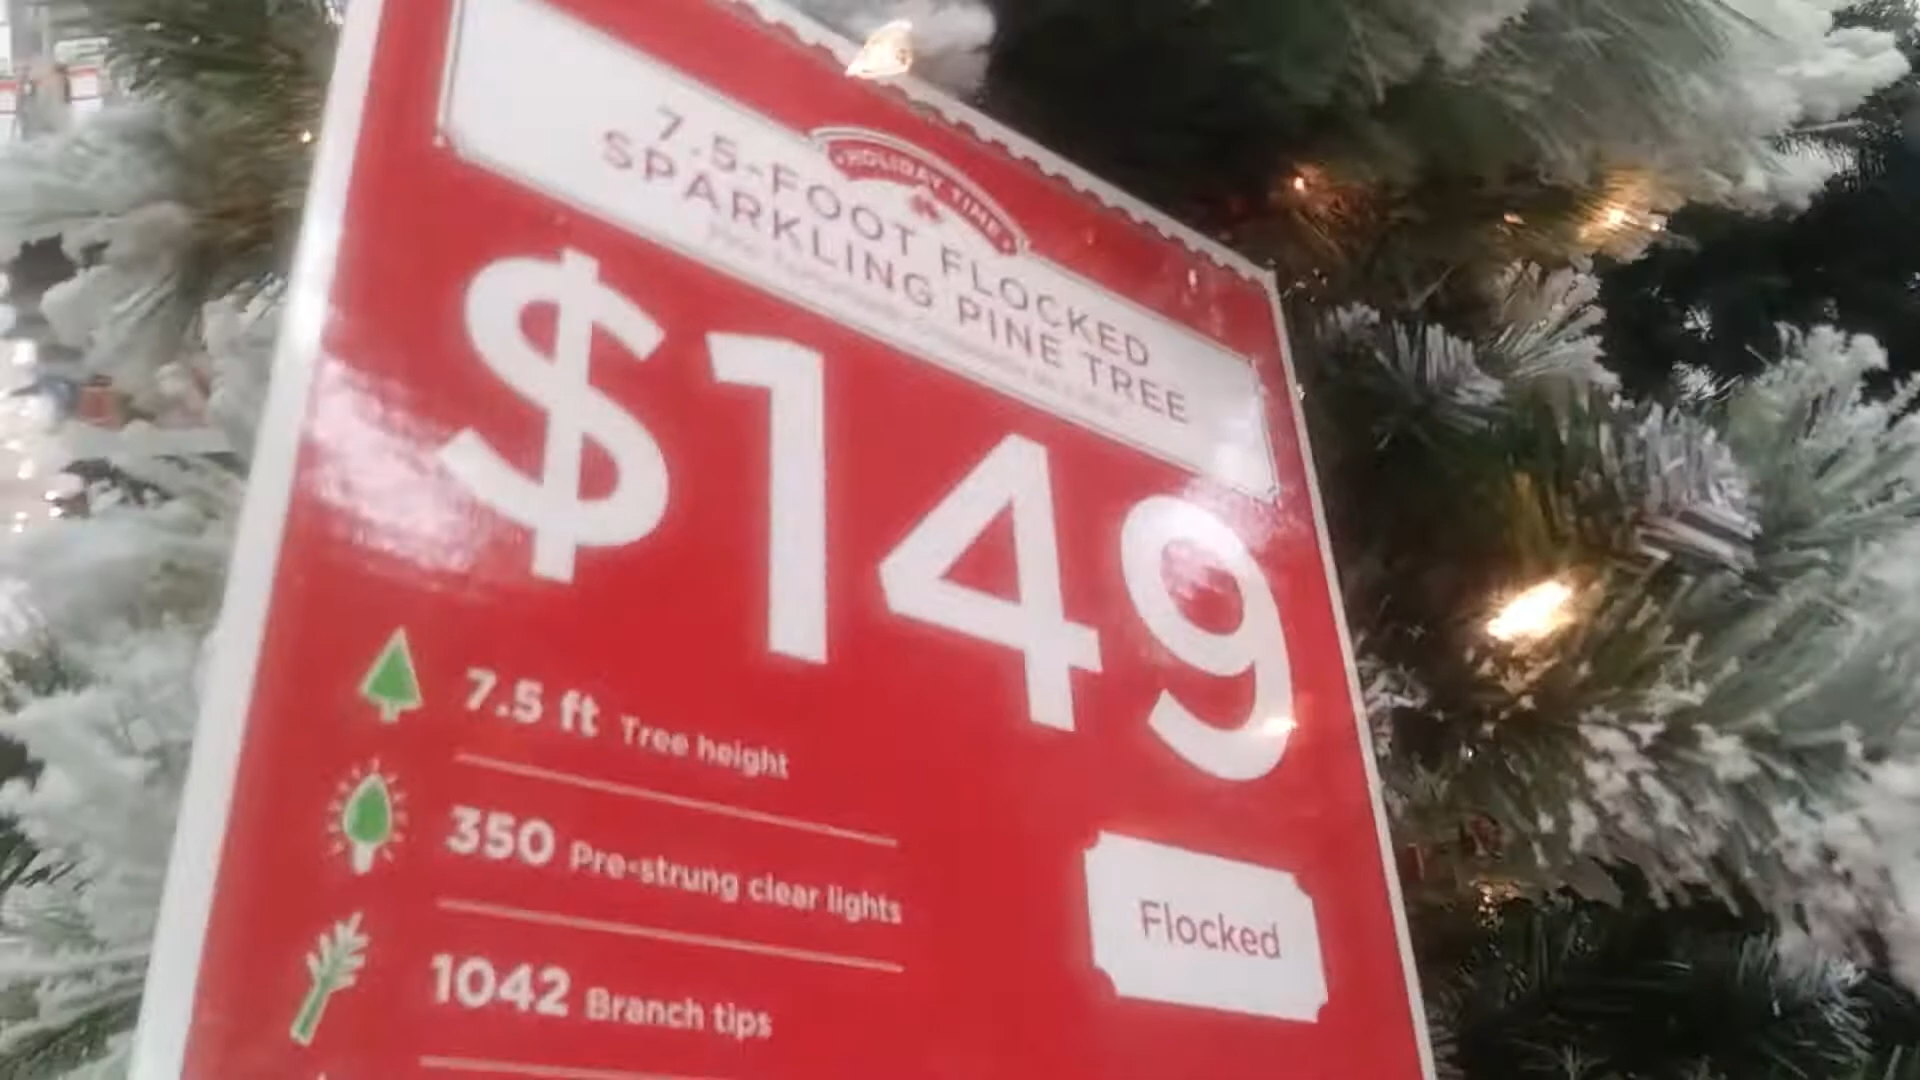 HOLIDAY TIME
7.5-FOOT FLOCKED
SPARKLING PINE TREE
$149
7.5 ft Tree height
350 Pre-strung clear lights
1042 Branch tips
Flocked